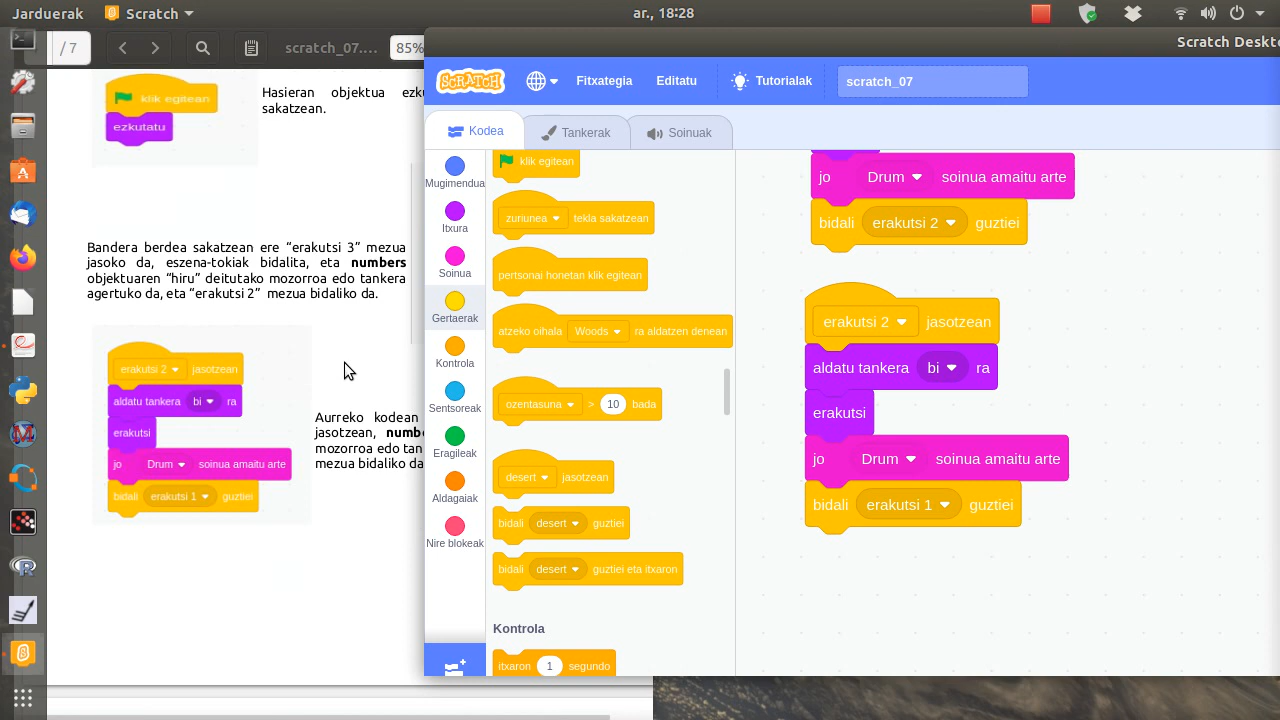 Jarduerak
Scratch
ar., 18:28
/ 7
scratch_07....
85%
Scratch Deskto
SCRATCH
Fitxategia
Editatu
Tutorialak
scratch_07
Kodea
Tankerak
Soinuak
klik egitean
ezkutatu
Hasieran objektua ezku
sakatzean.
Bandera berdea sakatzean ere “erakutsi 3” mezua
jasoko da, eszena-tokiak bidalita, eta numbers
objektuaren “hiru” deitutako mozorroa edo tankera
agertuko da, eta “erakutsi 2” mezua bidaliko da.
erakutsi 2 jasotzean
aldatu tankera bi ra
erakutsi
jo Drum soinua amaitu arte
bidali erakutsi 1 guztiei
Aurreko kodean
jasotzean, numbe
mozorroa edo tan
mezua bidaliko da
Mugimendua
Itxura
Soinua
Gertaerak
Kontrola
Sentsoreak
Eragileak
Aldagaiak
Nire blokeak
klik egitean
zuriunea tekla sakatzean
pertsonai honetan klik egitean
atzeko oihala Woods ra aldatzen denean
ozentasuna > 10 bada
desert jasotzean
bidali desert guztiei
bidali desert guztiei eta itxaron
Kontrola
itxaron 1 segundo
jo Drum soinua amaitu arte
bidali erakutsi 2 guztiei
erakutsi 2 jasotzean
aldatu tankera bi ra
erakutsi
jo Drum soinua amaitu arte
bidali erakutsi 1 guztiei